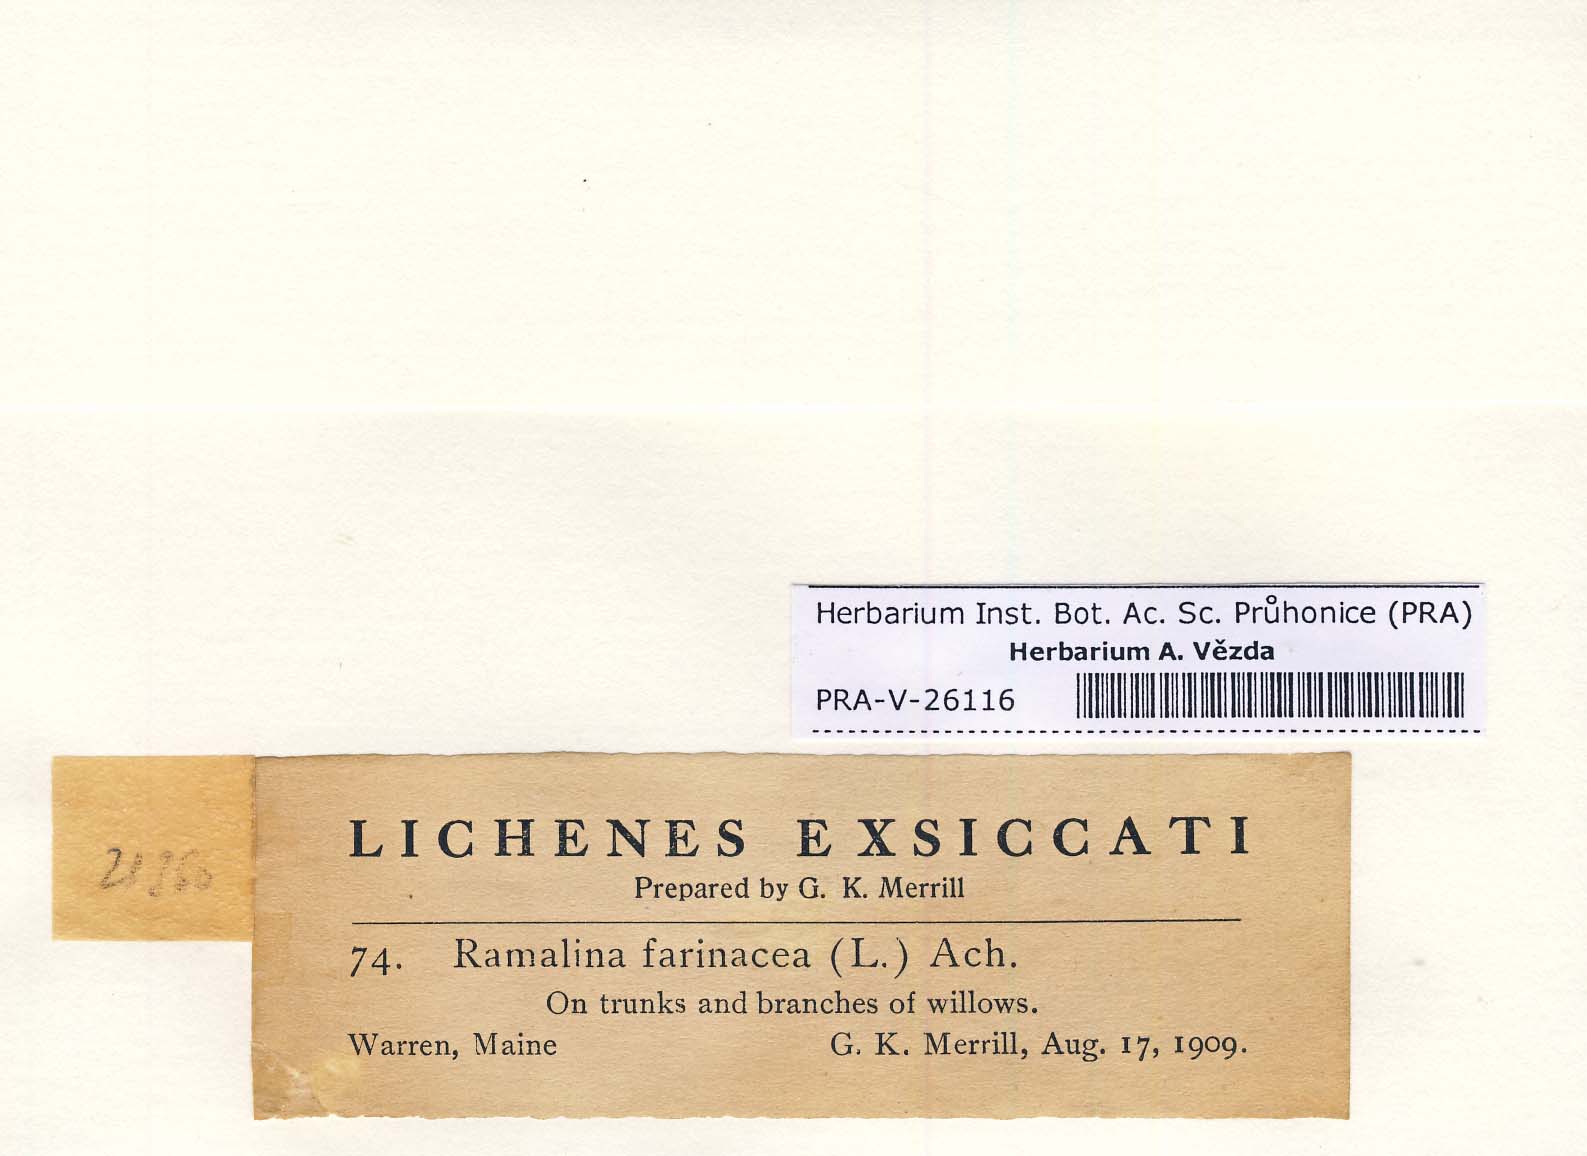 Herbarium Inst. Bot. Ac. Sc. Průhonice (PRA)
Herbarium A. Vězda
PRA-V-26116
LICHENES EXSICCATI
Prepared by G. K. Merrill
74. Ramalina farinacea (L.) Ach.
On trunks and branches of willows.
Warren, Maine G. K. Merrill, Aug. 17, 1909.